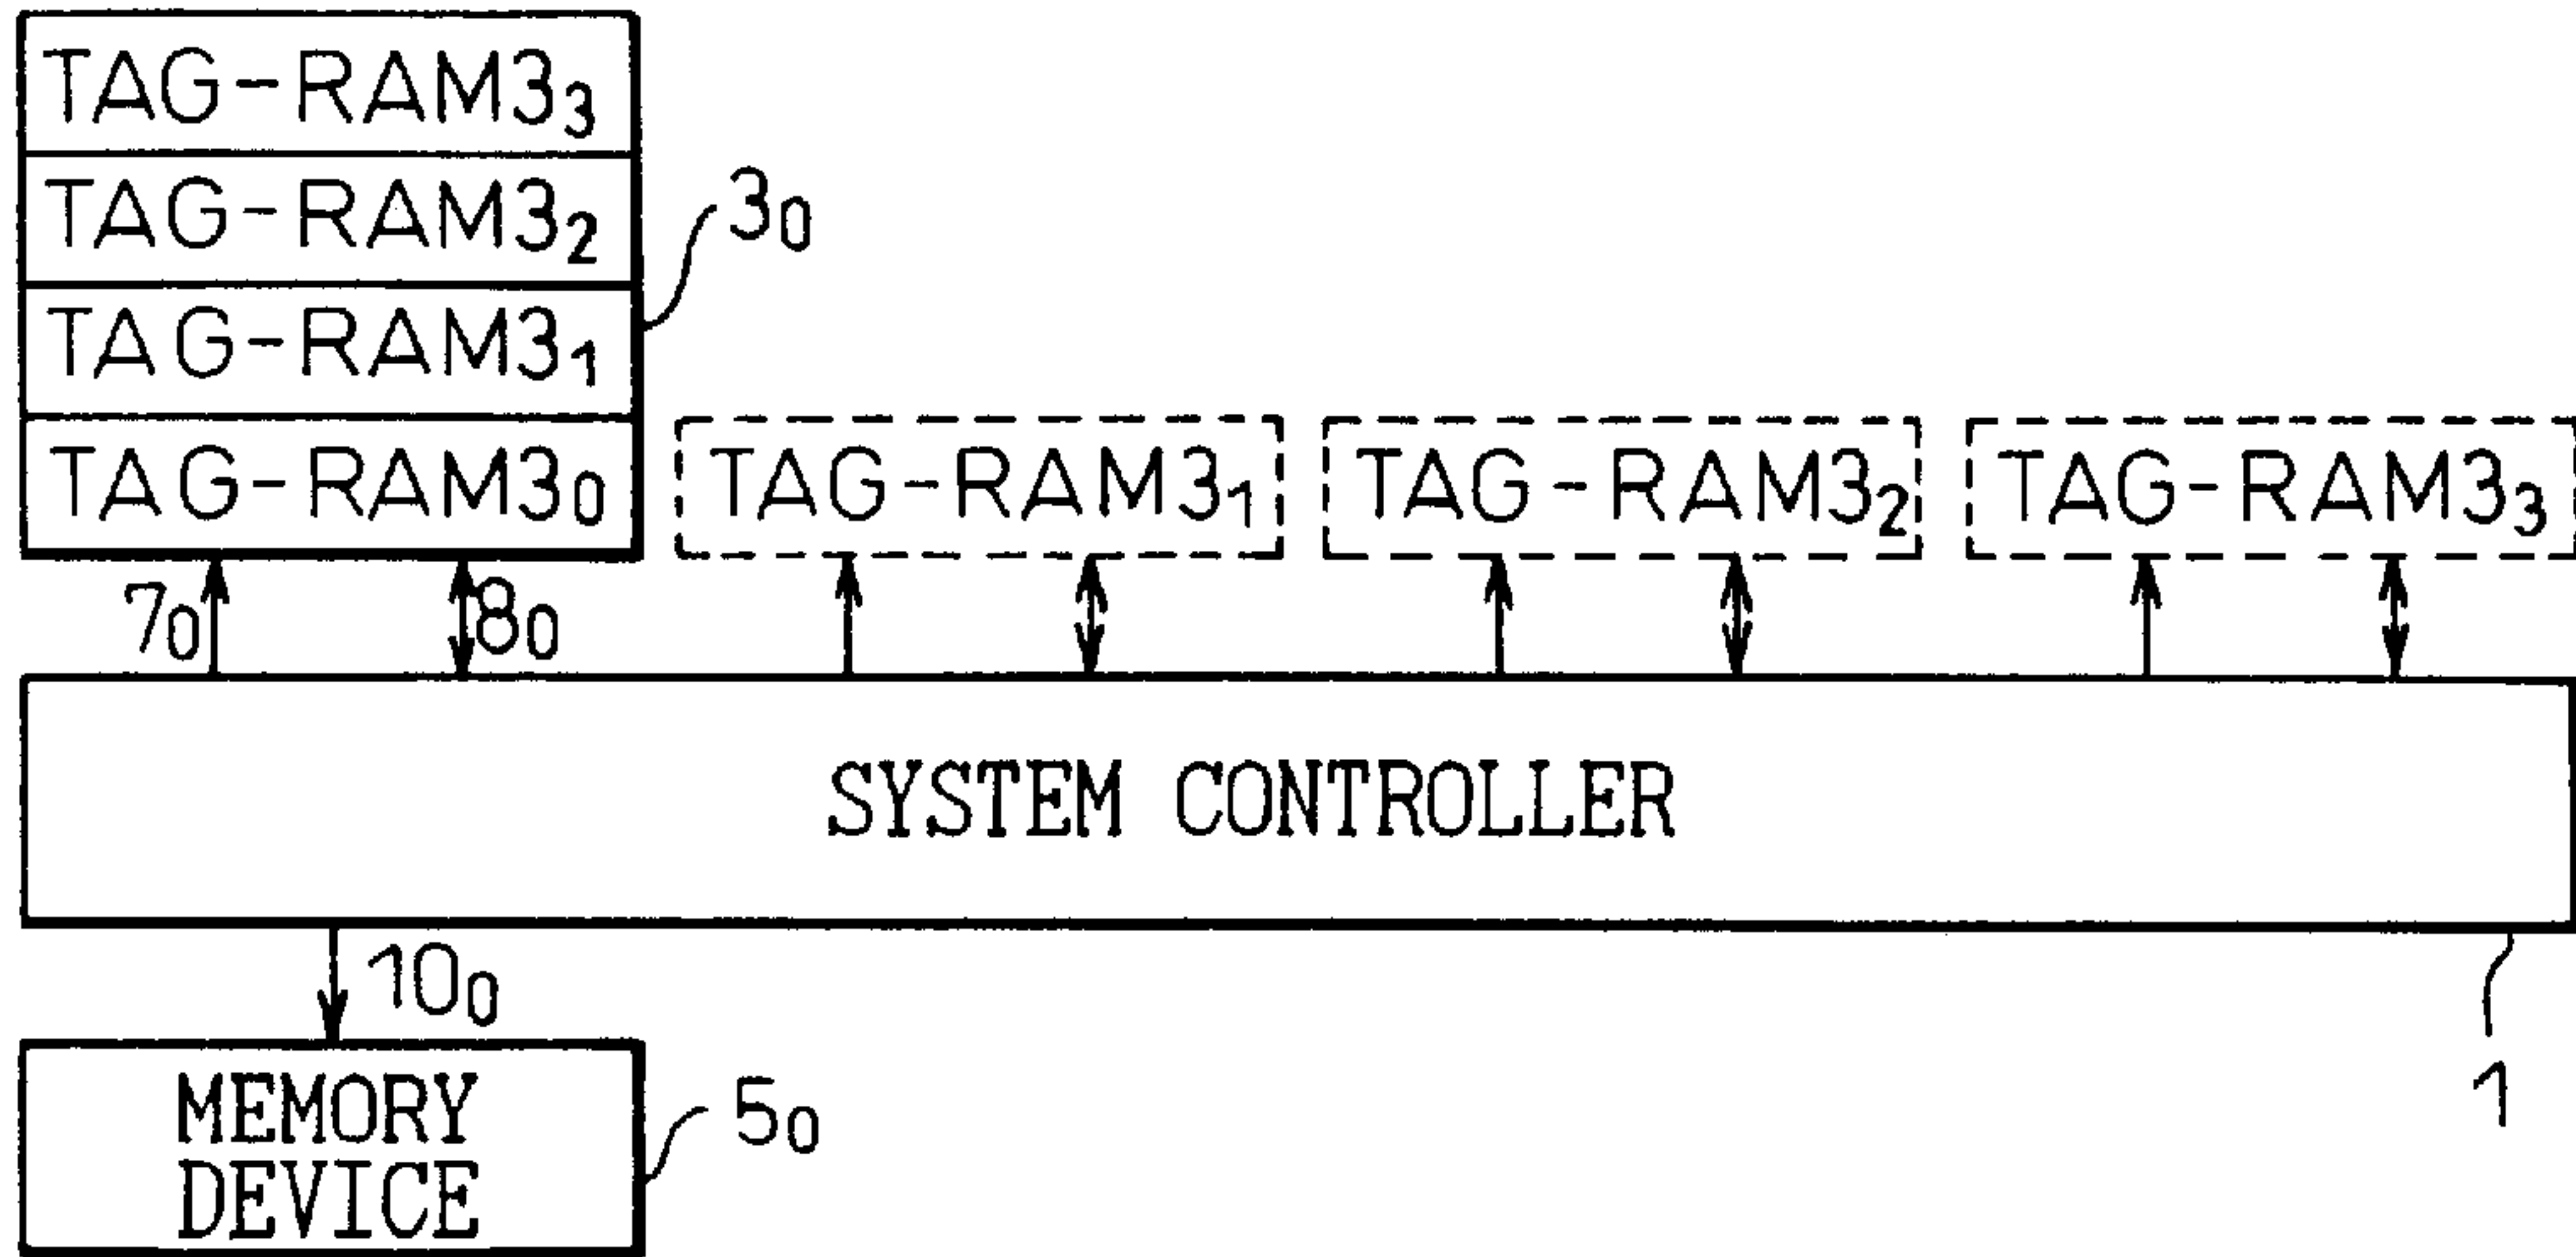 TAG-RAM3₃
TAG-RAM3₂
3₀
TAG-RAM3₁
TAG-RAM3₀
TAG-RAM3₁
TAG-RAM3₂
TAG-RAM3₃
7₀
8₀
SYSTEM CONTROLLER
10₀
1
MEMORY
DEVICE
5₀